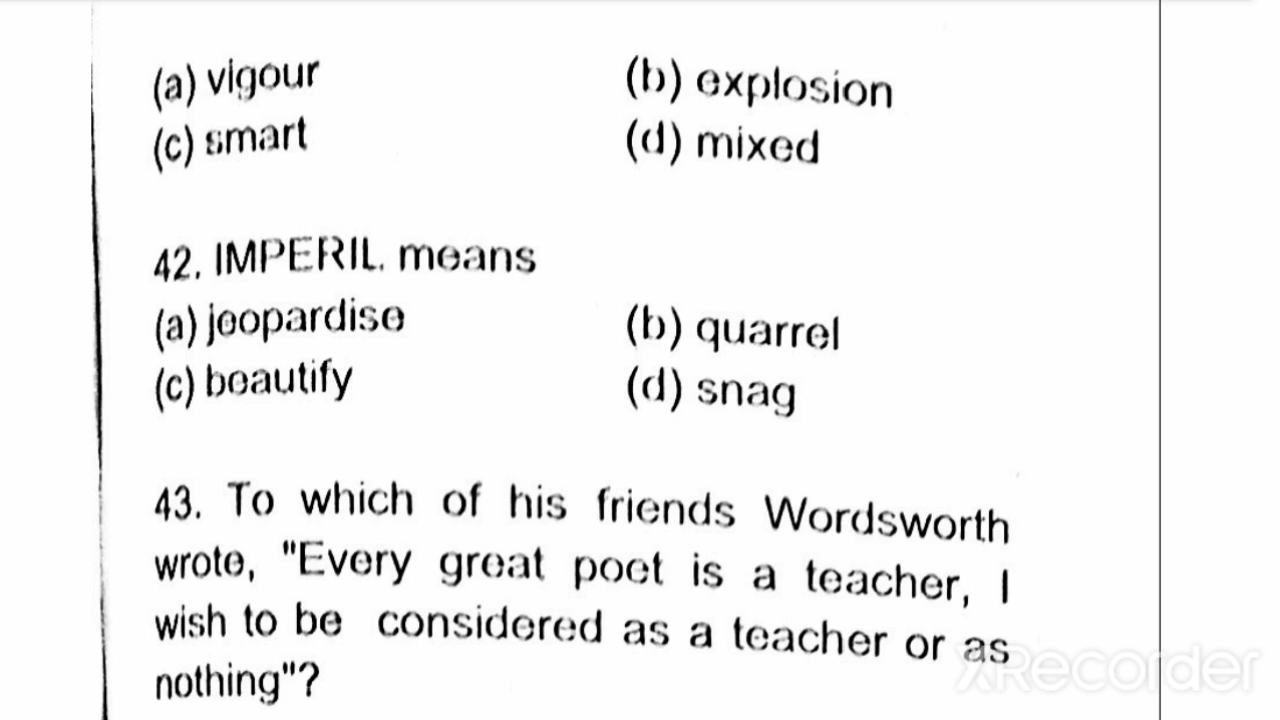 (a) vigour (b) explosion
(c) smart (d) mixed
42. IMPERIL. means
(a) jeopardise (b) quarrel
(c) beautify (d) snag
43. To which of his friends Wordsworth
wrote, "Every great poet is a teacher, I
wish to be considered as a teacher or as
nothing"?
XRecorder